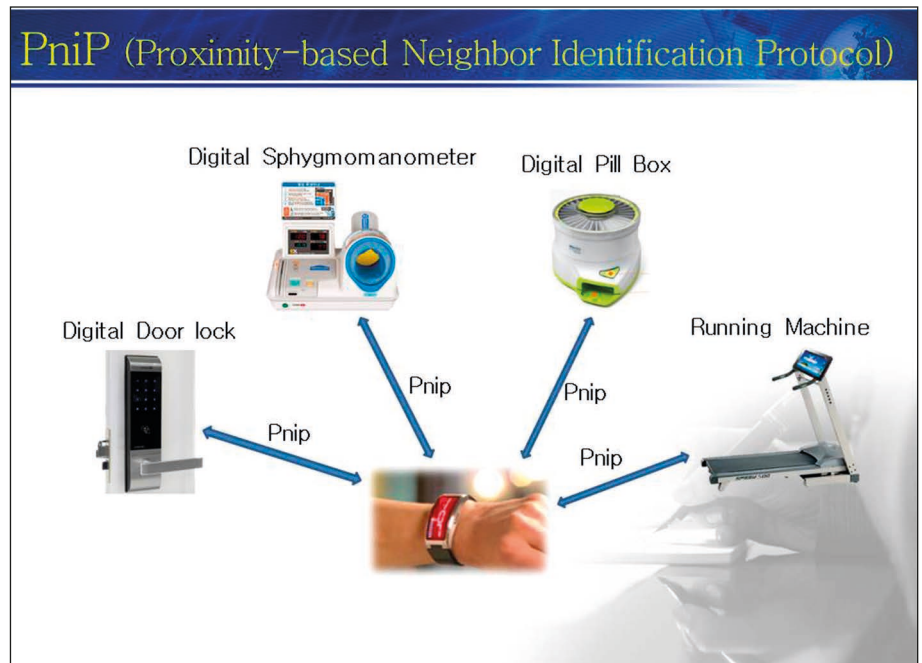 PniP (Proximity-based Neighbor Identification Protocol)
Digital Sphygmomanometer
Digital Pill Box
Digital Door lock
Running Machine
Pnip
Pnip
Pnip
Pnip